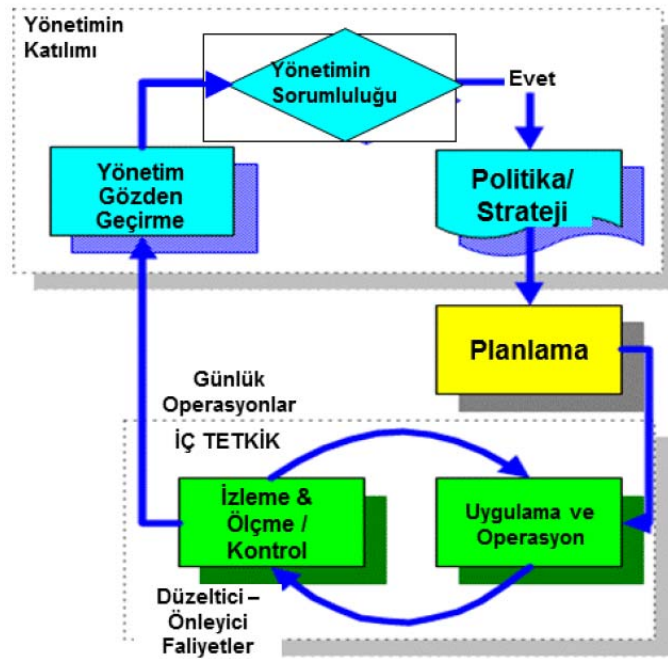 Yönetimin
Katılımı
Yönetimin
Sorumluluğu
Evet
Yönetim
Gözden
Geçirme
Politika/
Strateji
Planlama
Günlük
Operasyonlar
İÇ TETKİK
İzleme &
Ölçme /
Kontrol
Uygulama ve
Operasyon
Düzeltici –
Önleyici
Faliyetler